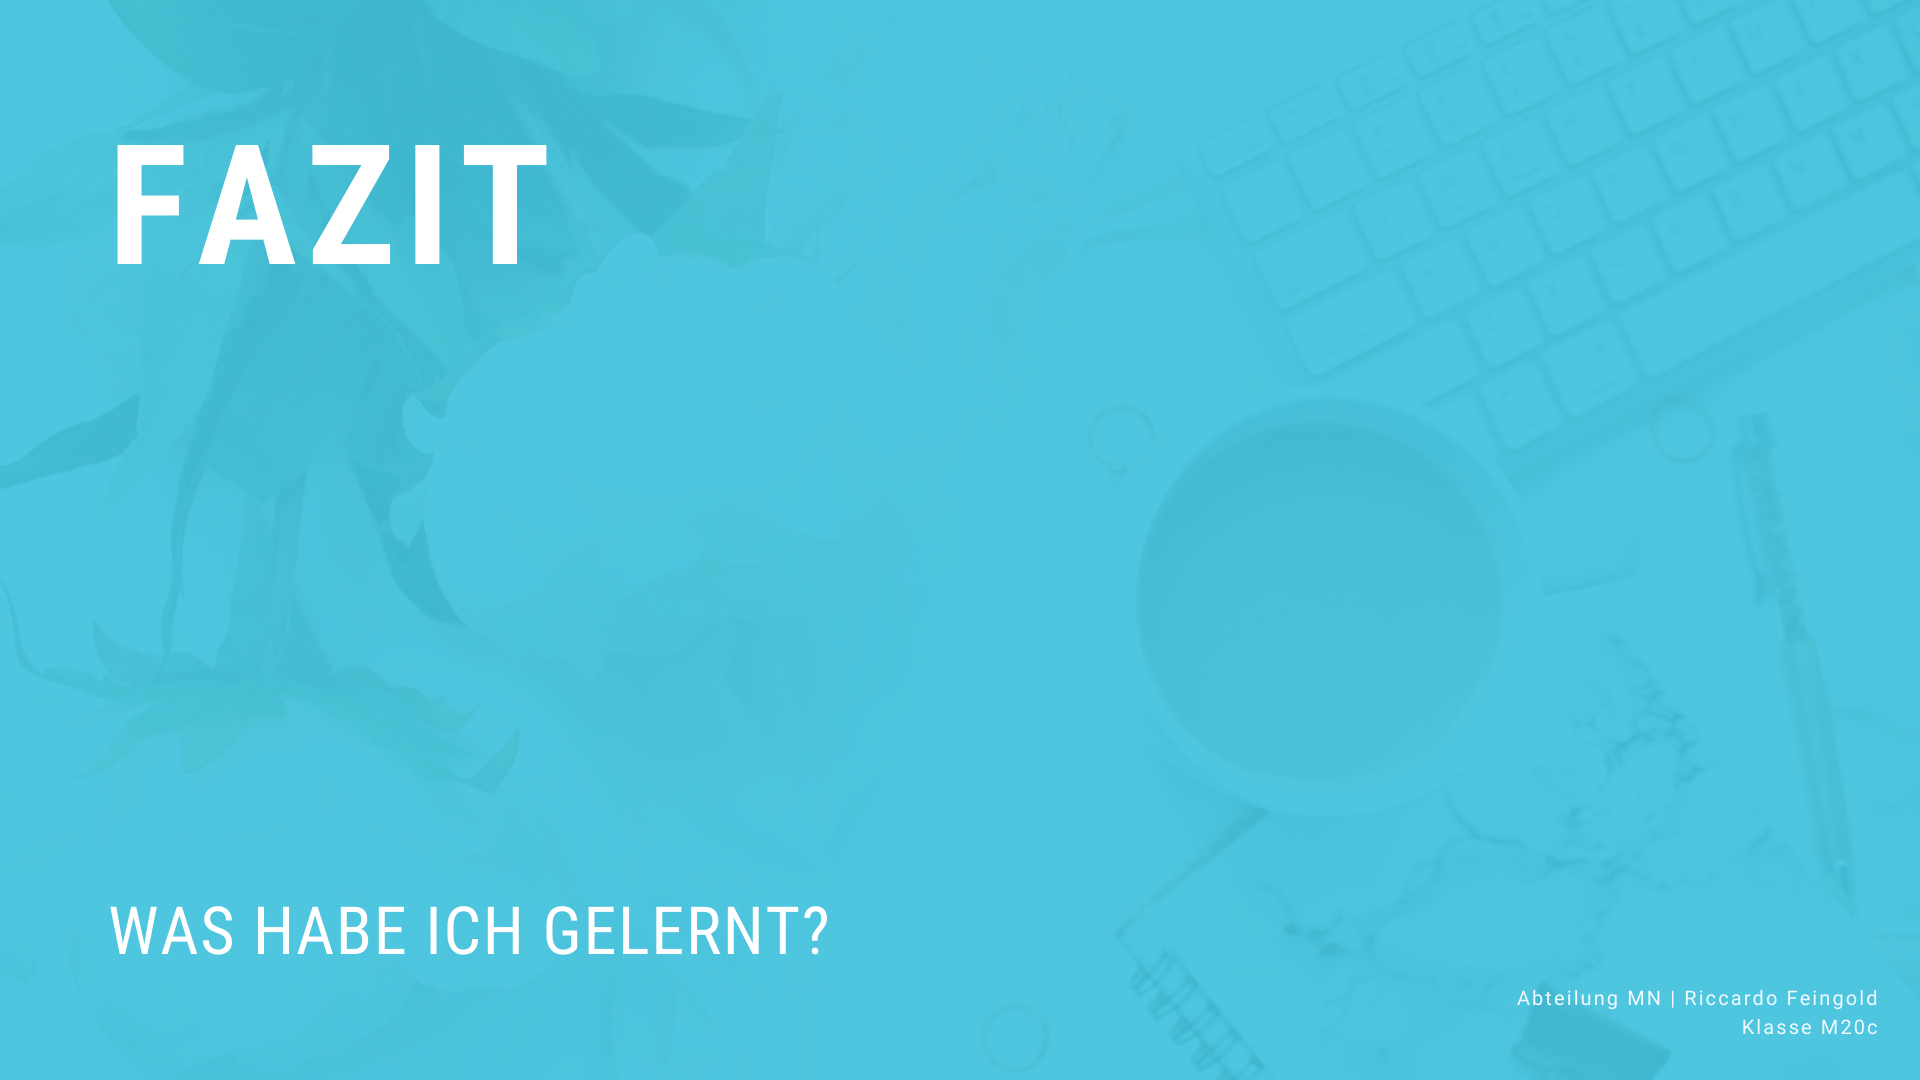 FAZIT
WAS HABE ICH GELERNT?
Abteilung MN | Riccardo Feingold
Klasse M20c